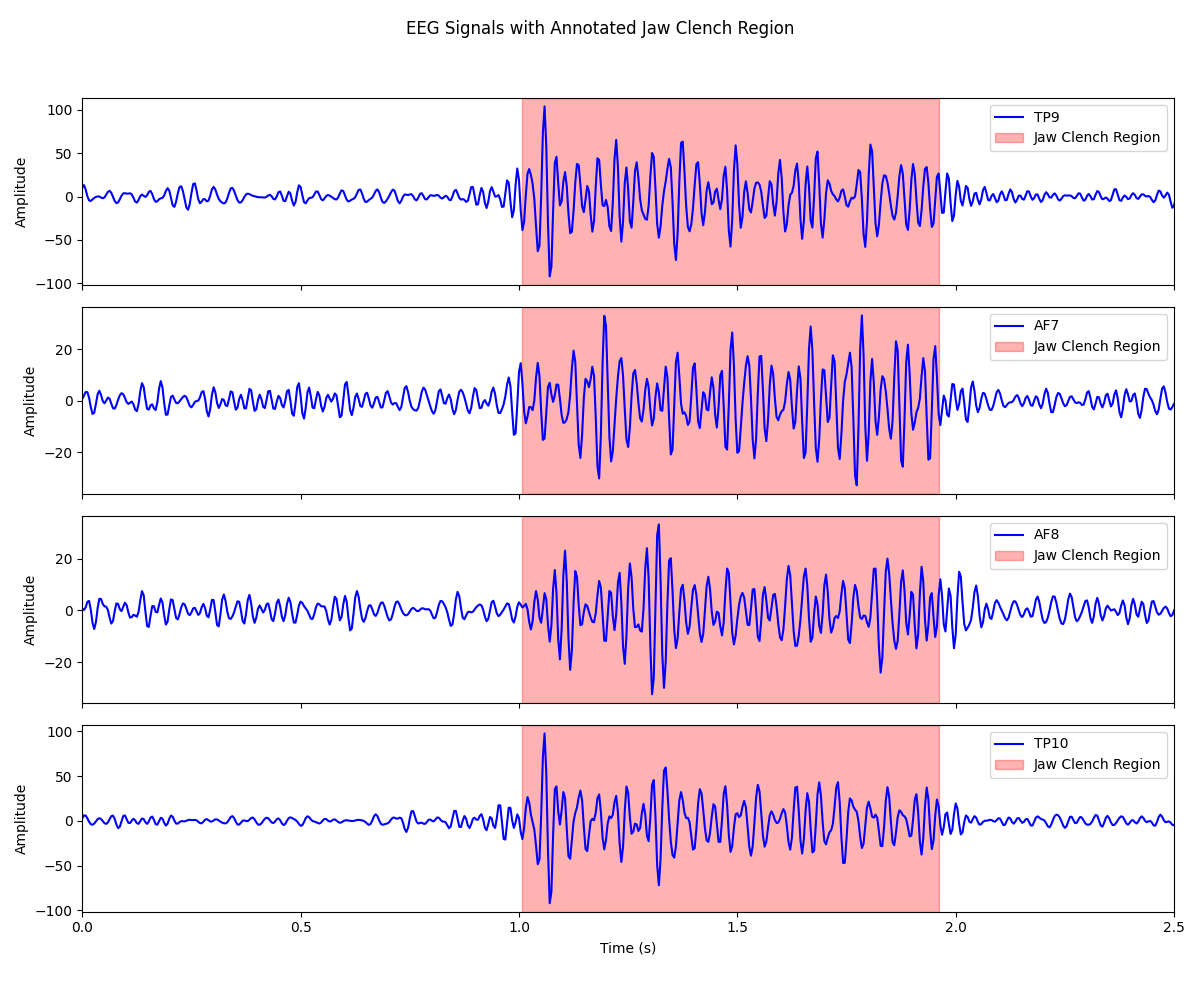 EEG Signals with Annotated Jaw Clench Region
100
50
0
−50
−100
Amplitude
TP9
Jaw Clench Region
20
0
−20
Amplitude
AF7
Jaw Clench Region
20
0
−20
Amplitude
AF8
Jaw Clench Region
100
50
0
−50
−100
Amplitude
TP10
Jaw Clench Region
0.0 0.5 1.0 1.5 2.0 2.5
Time (s)